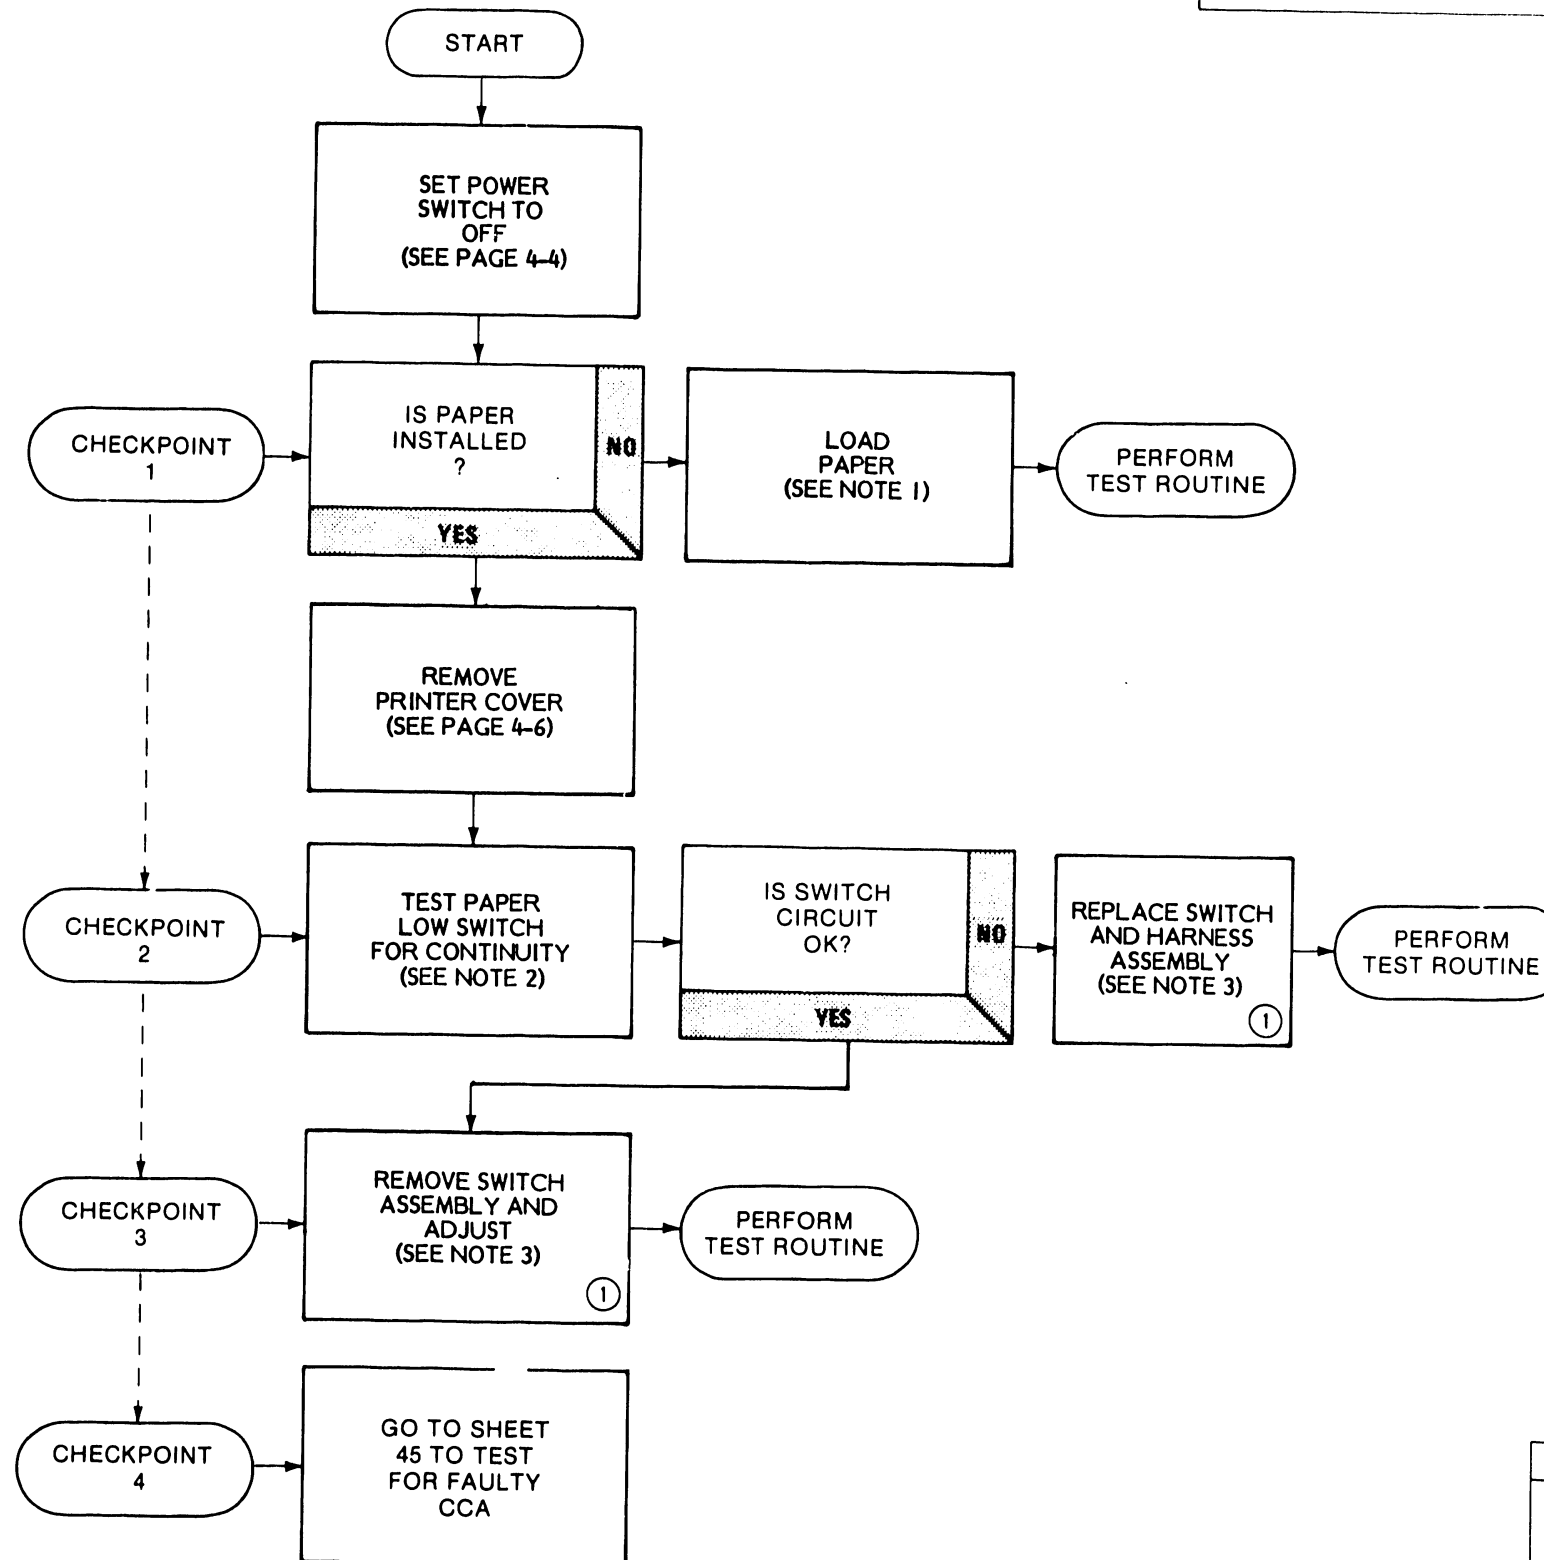 START
SET POWER
SWITCH TO
OFF
(SEE PAGE 4-4)
CHECKPOINT
1
IS PAPER
INSTALLED
?
NO
YES
LOAD
PAPER
(SEE NOTE 1)
PERFORM
TEST ROUTINE
REMOVE
PRINTER COVER
(SEE PAGE 4-6)
CHECKPOINT
2
TEST PAPER
LOW SWITCH
FOR CONTINUITY
(SEE NOTE 2)
IS SWITCH
CIRCUIT
OK?
NO
YES
REPLACE SWITCH
AND HARNESS
ASSEMBLY
(SEE NOTE 3)
1
PERFORM
TEST ROUTINE
CHECKPOINT
3
REMOVE SWITCH
ASSEMBLY AND
ADJUST
(SEE NOTE 3)
1
PERFORM
TEST ROUTINE
CHECKPOINT
4
GO TO SHEET
45 TO TEST
FOR FAULTY
CCA